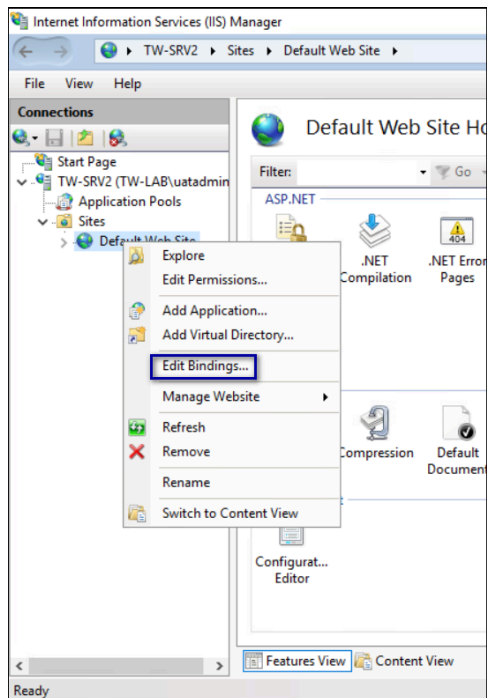 Internet Information Services (IIS) Manager
TW-SRV2 Sites Default Web Site
File View Help
Connections
Start Page
TW-SRV2 (TW-LAB\uatadmin
Application Pools
Sites
Default Web Site
Default Web Site Ho
Filter: Go
ASP.NET
.NET
Compilation
.NET Error
Pages
404
Explore
Edit Permissions...
Add Application...
Add Virtual Directory...
Edit Bindings...
Manage Website
Refresh
Remove
Rename
Switch to Content View
Compression
Default
Document
Configurat...
Editor
Features View Content View
Ready